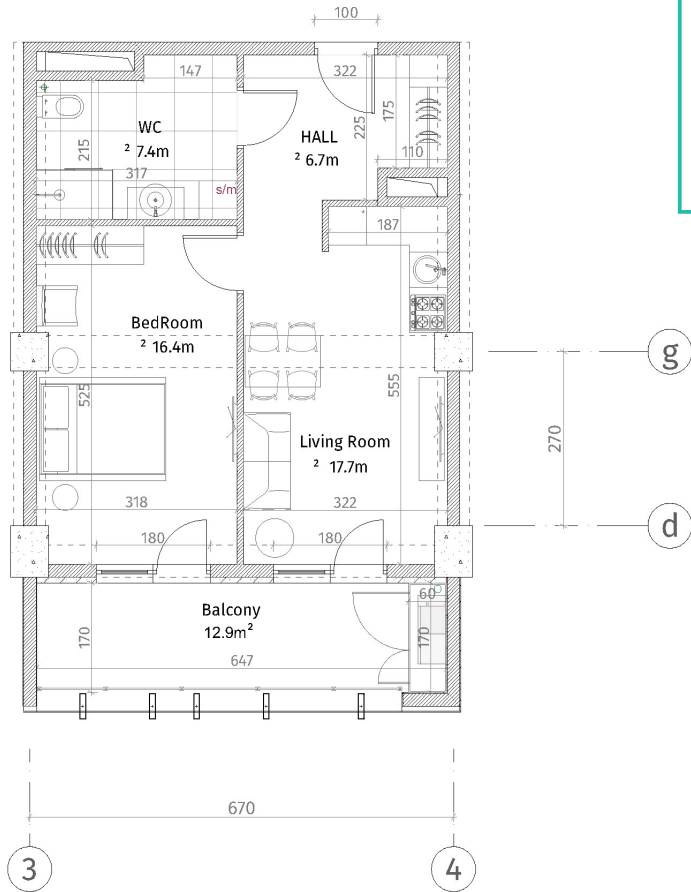 100
147
322
WC
² 7.4m
215
317
s/m
HALL
² 6.7m
225
175
110
187
BedRoom
² 16.4m
525
318
180
555
Living Room
² 17.7m
322
180
Balcony
12.9m²
170
647
60
170
g
270
d
670
3
4